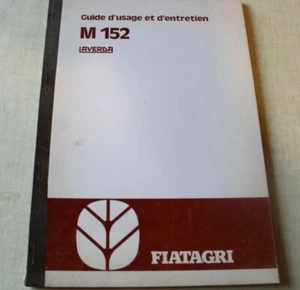 Guide d'usage et d'entretien
M 152
LAVERDA
FIATAGRI